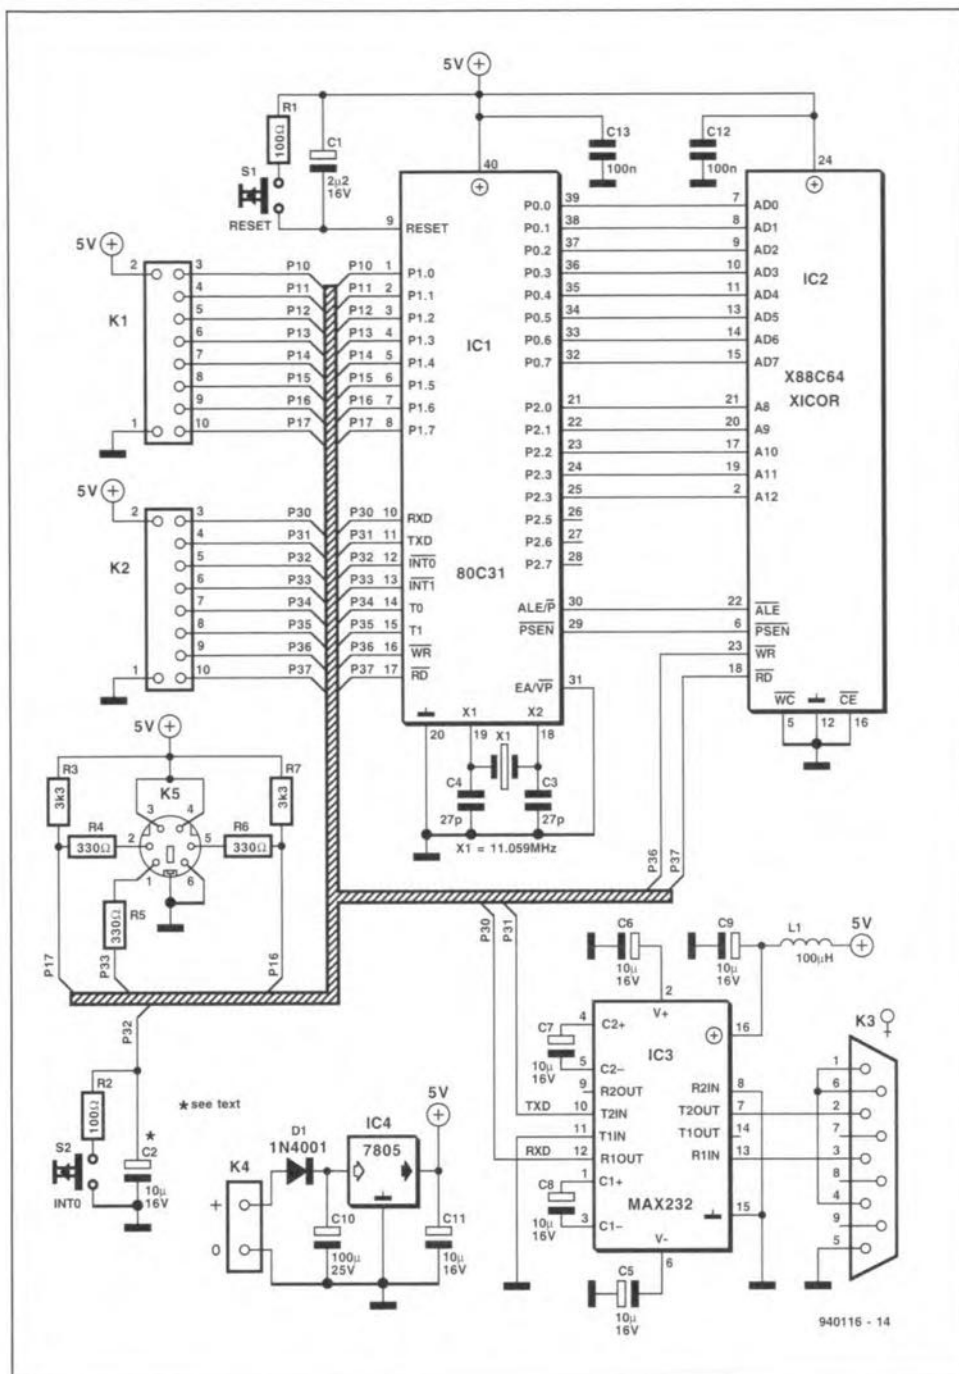 5V
R1
100Ω
C1
2µ2
16V
S1
RESET
C13
100n
C12
100n
40
24
9 RESET
IC1
80C31
P0.0 39 7 AD0
P0.1 38 8 AD1
P0.2 37 9 AD2
P0.3 36 10 AD3
P0.4 35 11 AD4
P0.5 34 13 AD5
P0.6 33 14 AD6
P0.7 32 15 AD7
IC2
X88C64
XICOR
P2.0 21 21 A8
P2.1 22 20 A9
P2.2 23 17 A10
P2.3 24 19 A11
P2.3 25 2 A12
P2.5 26
P2.6 27
P2.7 28
ALE/P 30 22 ALE
PSEN 29 6 PSEN
23 WR
18 RD
EA/VP 31
WC CE
5 12 16
5V
K1
2 3 P10 P10 1 P1.0
4 P11 P11 2 P1.1
5 P12 P12 3 P1.2
6 P13 P13 4 P1.3
7 P14 P14 5 P1.4
8 P15 P15 6 P1.5
9 P16 P16 7 P1.6
1 10 P17 P17 8 P1.7
5V
K2
2 3 P30 P30 10 RXD
4 P31 P31 11 TXD
5 P32 P32 12 INT0
6 P33 P33 13 INT1
7 P34 P34 14 T0
8 P35 P35 15 T1
9 P36 P36 16 WR
1 10 P37 P37 17 RD
X1 X2
20 19 X1 18
C4
27p
C3
27p
X1 = 11.059MHz
5V
R3
3k3
R7
3k3
K5
3 4
R4
330Ω
2 5
R6
330Ω
1 6
R5
330Ω
P17
P33
P16
P32
P36
P37
P30
P31
R2
100Ω
S2
INT0
*
C2
10µ
16V
* see text
K4
+
0
D1
1N4001
IC4
7805
5V
C10
100µ
25V
C11
10µ
16V
C6
10µ
16V
C9
10µ
16V
L1
100µH
5V
2
V+
IC3
MAX232
C7
10µ
16V
4 C2+
5 C2–
9 R2OUT
TXD 10 T2IN
11 T1IN
RXD 12 R1OUT
1 C1+
3 C1–
C8
10µ
16V
16
R2IN 8
T2OUT 7
T1OUT 14
R1IN 13
15
V-
6
C5
10µ
16V
K3
1
6
2
7
3
8
4
9
5
940116 - 14